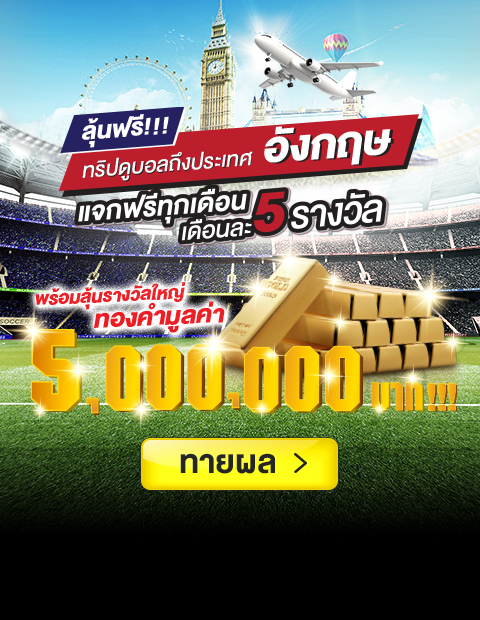 ลุ้นฟรี!!!
ทริปดูบอลถึงประเทศ อังกฤษ
แจกฟรีทุกเดือน
เดือนละ 5 รางวัล
พร้อมลุ้นรางวัลใหญ่
ทองคำมูลค่า
5,000,000 บาท!!!
SOCCER
BUSINESS BUSINESS
GOLD
ทายผล >